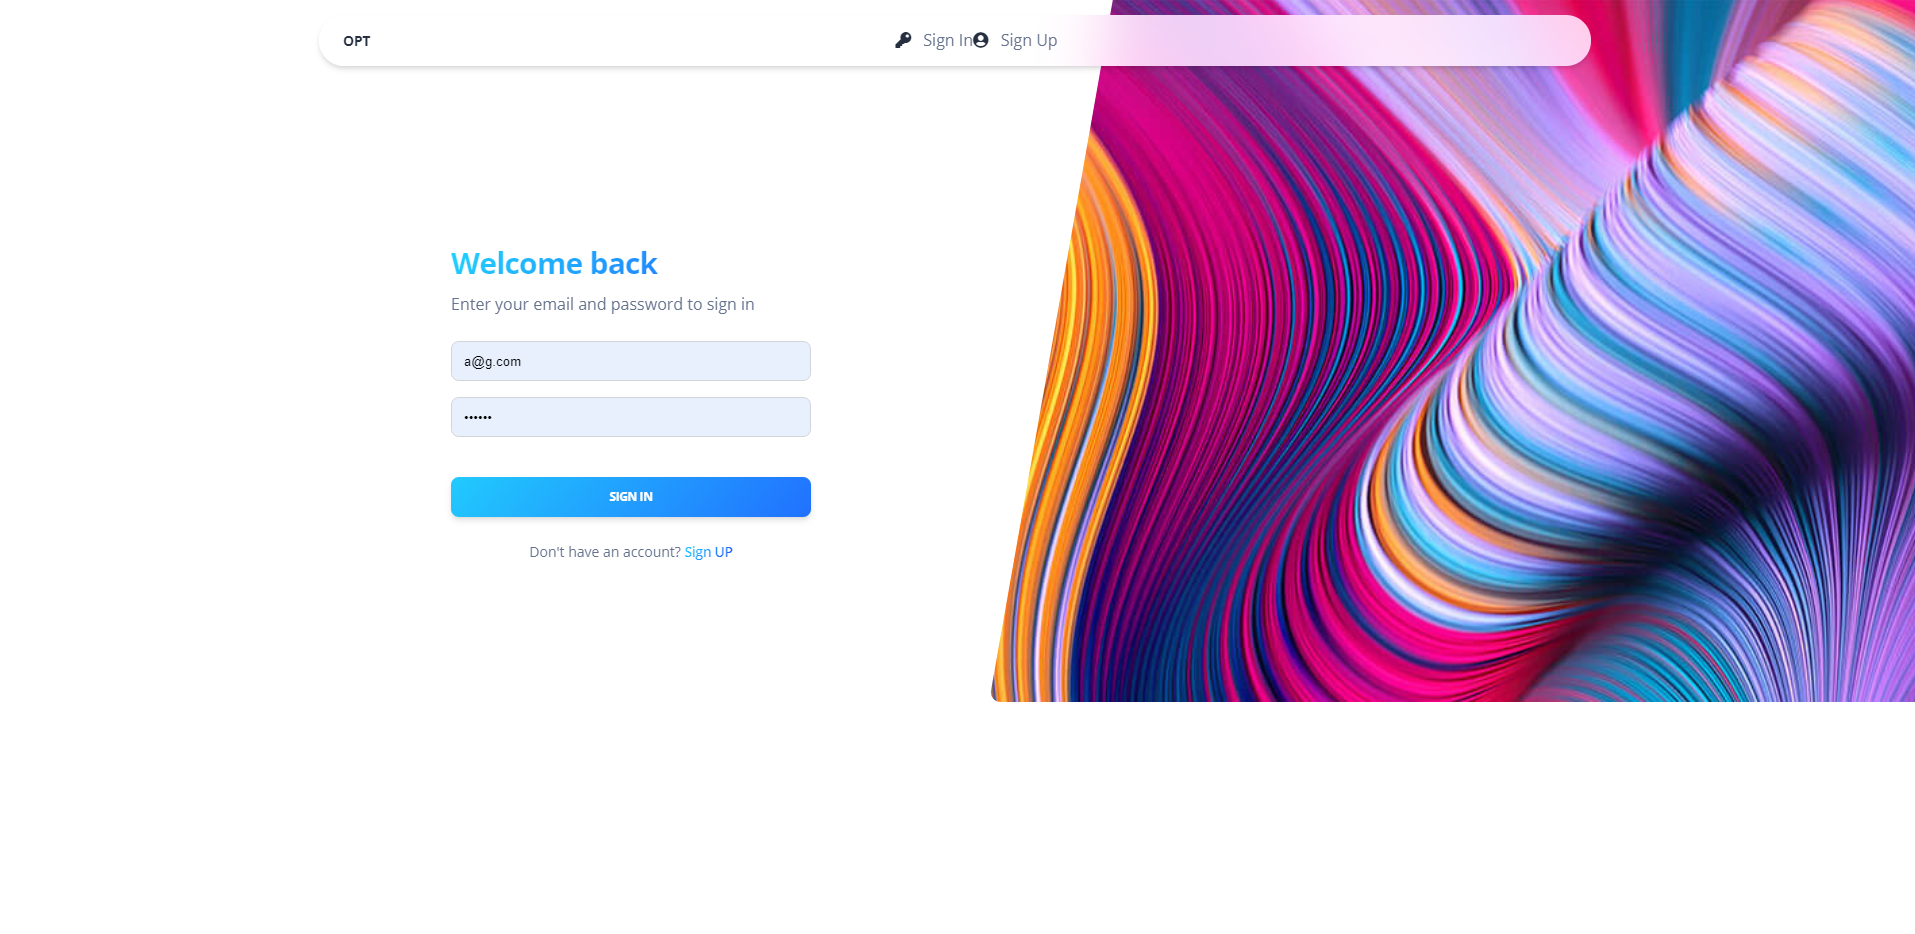 OPT Sign In Sign Up
Welcome back
Enter your email and password to sign in
a@g.com
••••••
SIGN IN
Don't have an account? Sign UP